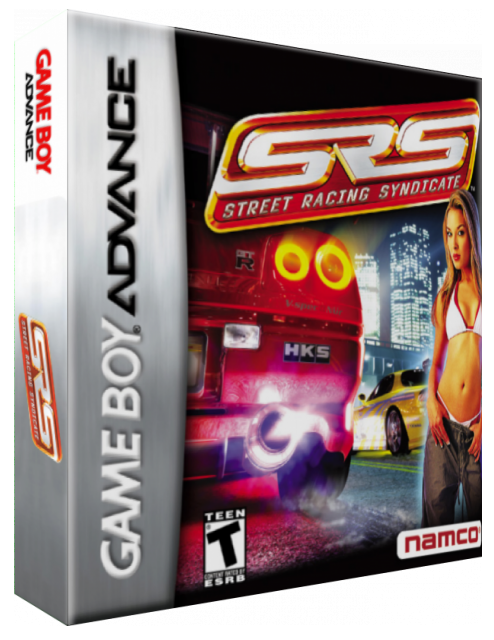 GAME BOY
ADVANCE
SRS
STREET RACING SYNDICATE
GAME BOY ADVANCE
SRS
STREET RACING SYNDICATE
TM
R
HKS
TEEN
T
CONTENT RATED BY
ESRB
namco